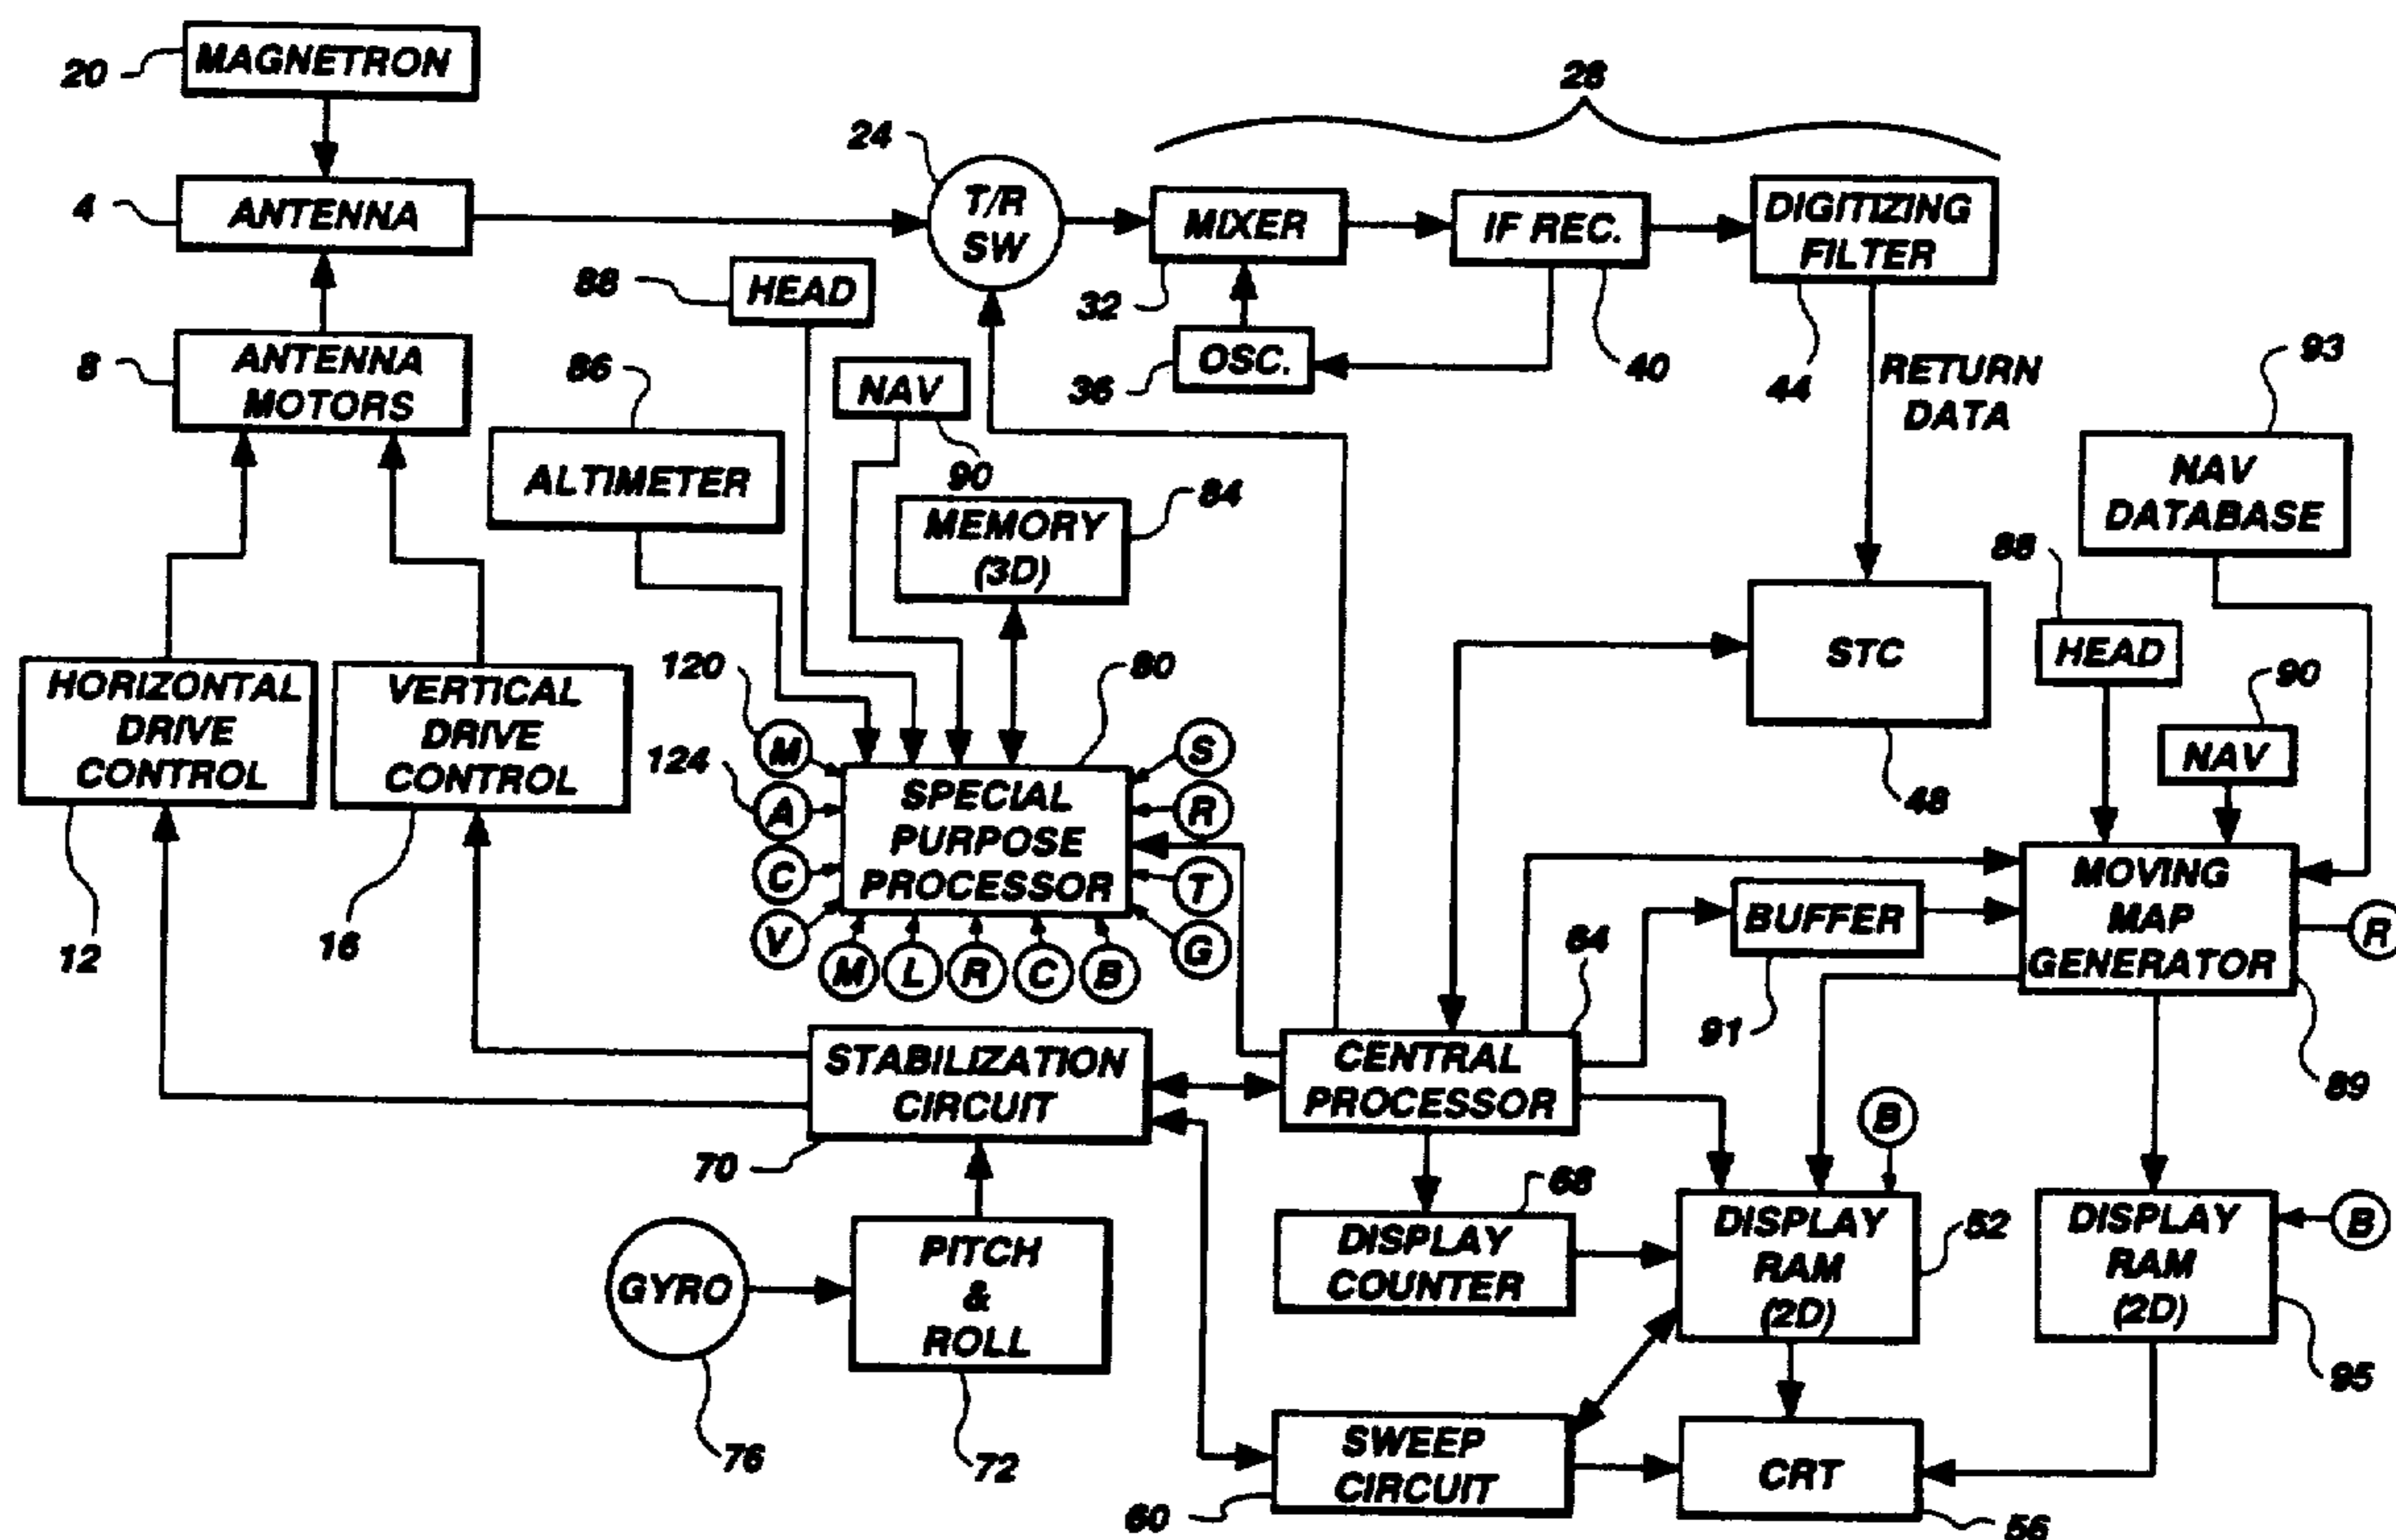 20
MAGNETRON
4
ANTENNA
8
ANTENNA
MOTORS
24
T/R
SW
28
MIXER
32
IF REC.
40
DIGITIZING
FILTER
44
OSC.
36
RETURN
DATA
88
HEAD
86
ALTIMETER
NAV
90
MEMORY
(3D)
84
93
NAV
DATABASE
88
HEAD
90
NAV
STC
48
HORIZONTAL
DRIVE
CONTROL
12
VERTICAL
DRIVE
CONTROL
16
120
M
124
A
C
V
M
L
R
C
B
S
R
T
G
80
SPECIAL
PURPOSE
PROCESSOR
BUFFER
91
MOVING
MAP
GENERATOR
R
89
STABILIZATION
CIRCUIT
70
CENTRAL
PROCESSOR
64
GYRO
76
PITCH
&
ROLL
72
DISPLAY
COUNTER
68
B
DISPLAY
RAM
(2D)
52
DISPLAY
RAM
(2D)
B
95
SWEEP
CIRCUIT
60
CRT
56